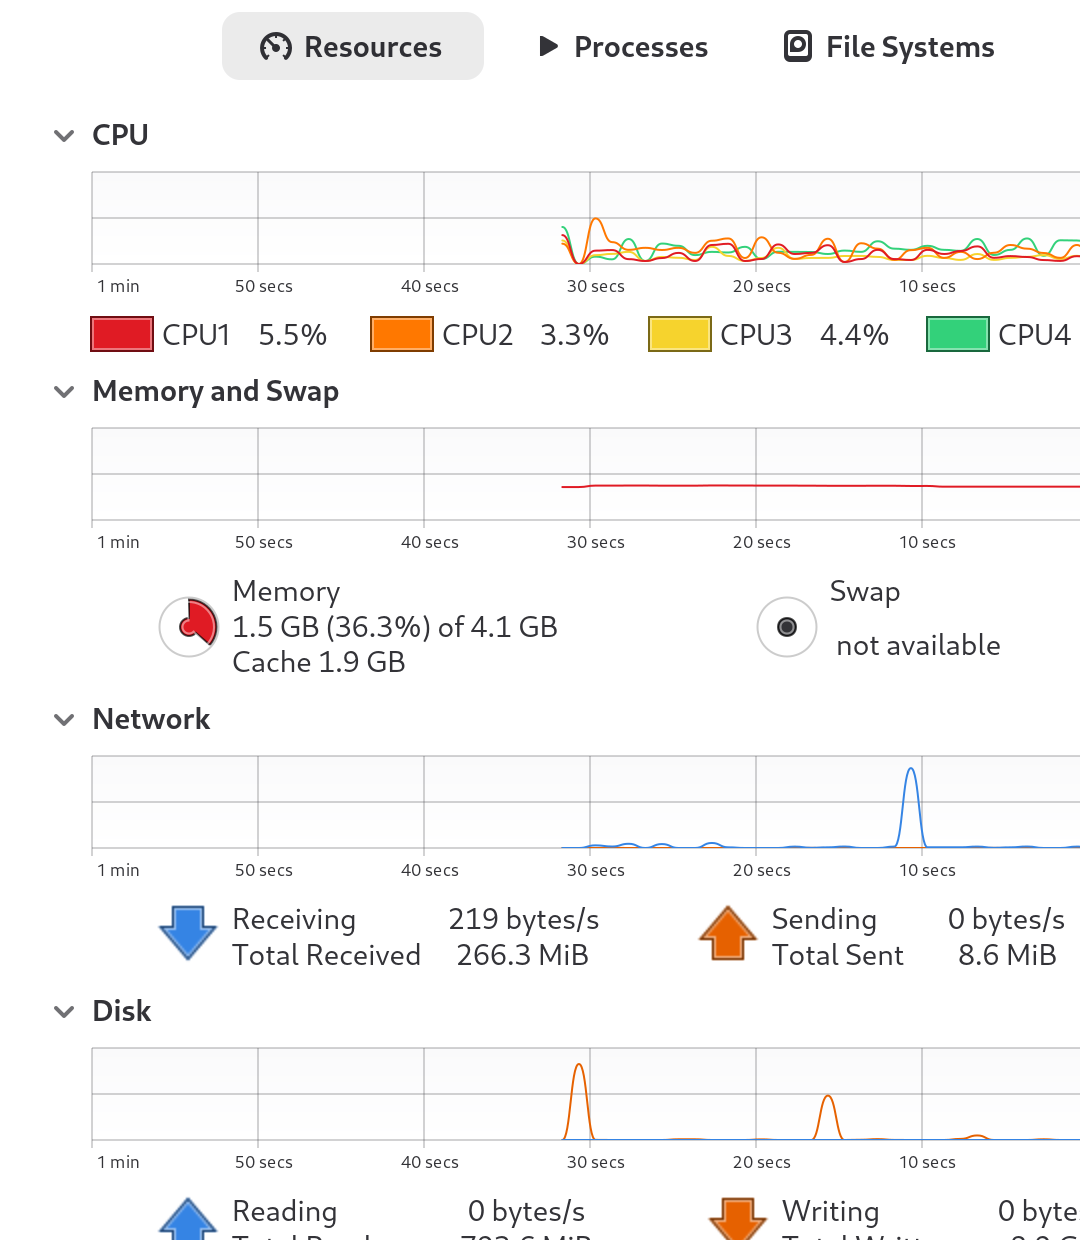 Resources Processes File Systems
CPU
1 min 50 secs 40 secs 30 secs 20 secs 10 secs
CPU1 5.5% CPU2 3.3% CPU3 4.4% CPU4
Memory and Swap
1 min 50 secs 40 secs 30 secs 20 secs 10 secs
Memory
1.5 GB (36.3%) of 4.1 GB
Cache 1.9 GB
Swap
not available
Network
1 min 50 secs 40 secs 30 secs 20 secs 10 secs
Receiving 219 bytes/s Sending 0 bytes/s
Total Received 266.3 MiB Total Sent 8.6 MiB
Disk
1 min 50 secs 40 secs 30 secs 20 secs 10 secs
Reading 0 bytes/s Writing 0 byte
Total